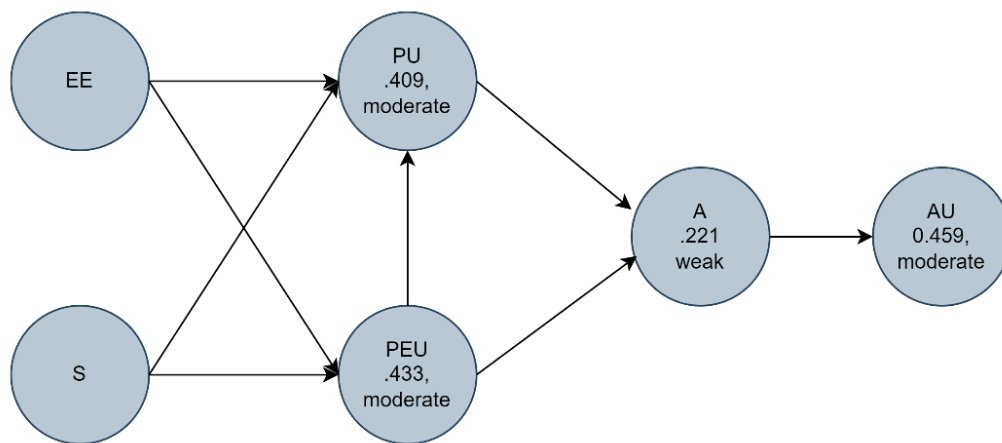 EE
PU
.409,
moderate
A
.221
weak
AU
0.459,
moderate
S
PEU
.433,
moderate